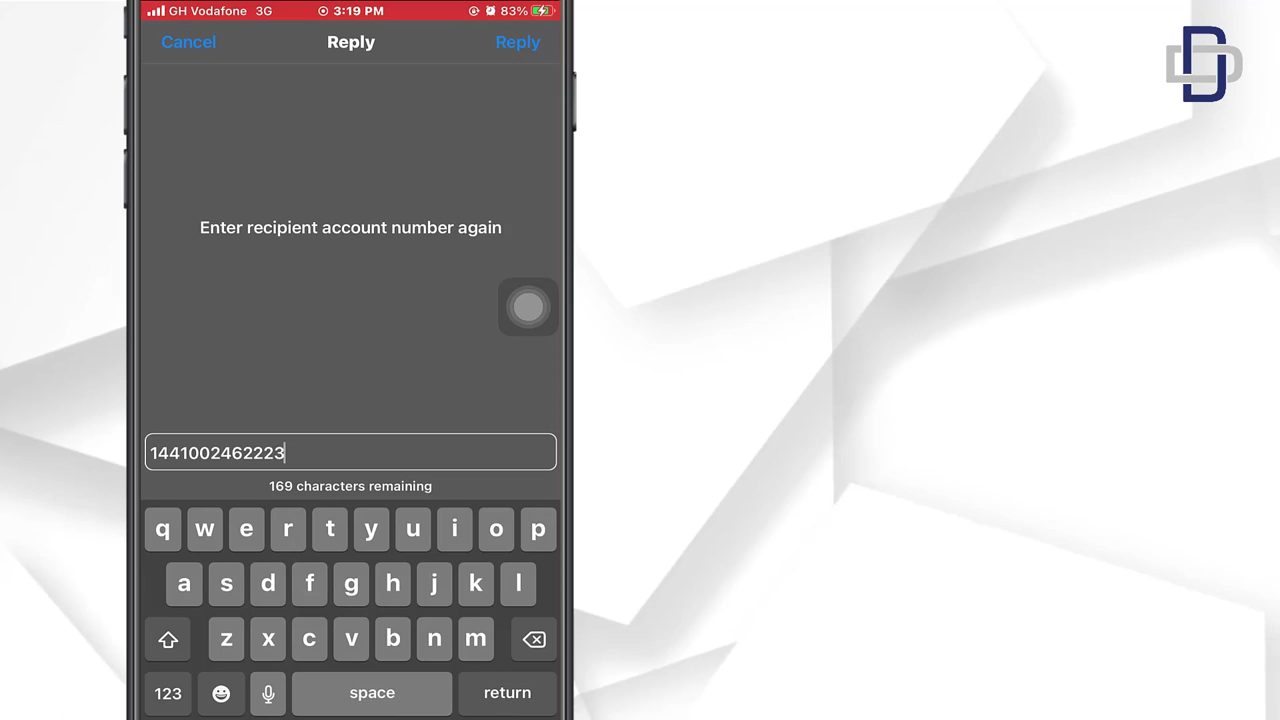 GH Vodafone 3G 3:19 PM 83%
Cancel Reply Reply
Enter recipient account number again
1441002462223
169 characters remaining
q w e r t y u i o p
a s d f g h j k l
z x c v b n m
123 space return